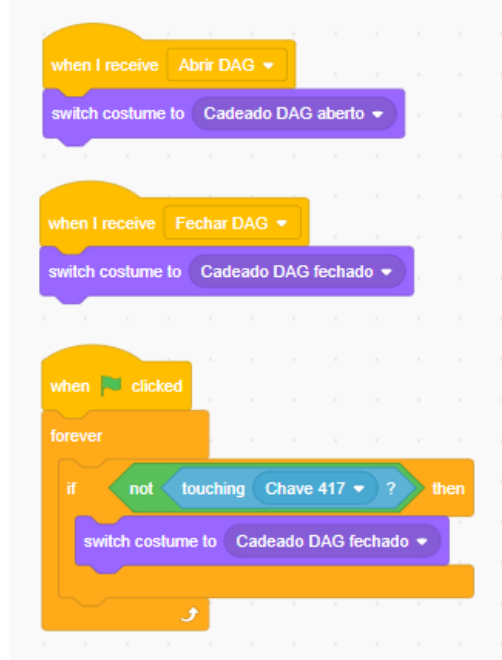 when I receive Abrir DAG
switch costume to Cadeado DAG aberto
when I receive Fechar DAG
switch costume to Cadeado DAG fechado
when clicked
forever
if not touching Chave 417 ? then
switch costume to Cadeado DAG fechado